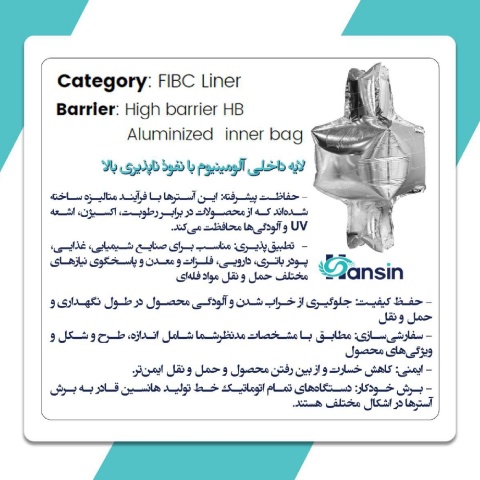 Category: FIBC Liner
Barrier: High barrier HB
Aluminized inner bag
لایه داخلی آلومینیوم با نفوذ ناپذیری بالا
– حفاظت پیشرفته: این آسترها با فرآیند متالیزه ساخته
شده‌اند که از محصولات در برابر رطوبت، اکسیژن، اشعه
UV و آلودگی‌ها محافظت می‌کند.
– تطبیق‌پذیری: مناسب برای صنایع شیمیایی، غذایی،
پودر باتری، دارویی، فلزات و معدن و پاسخگوی نیازهای
مختلف حمل و نقل مواد فله‌ای
Hansin
– حفظ کیفیت: جلوگیری از خراب شدن و آلودگی محصول در طول نگهداری و
حمل و نقل
– سفارشی‌سازی: مطابق با مشخصات مدنظرشما شامل اندازه، طرح و شکل و
ویژگی‌های محصول
– ایمنی: کاهش خسارت و از بین رفتن محصول و حمل و نقل ایمن‌تر.
– برش خودکار: دستگاه‌های تمام اتوماتیک خط تولید هانسین قادر به برش
آسترها در اشکال مختلف هستند.